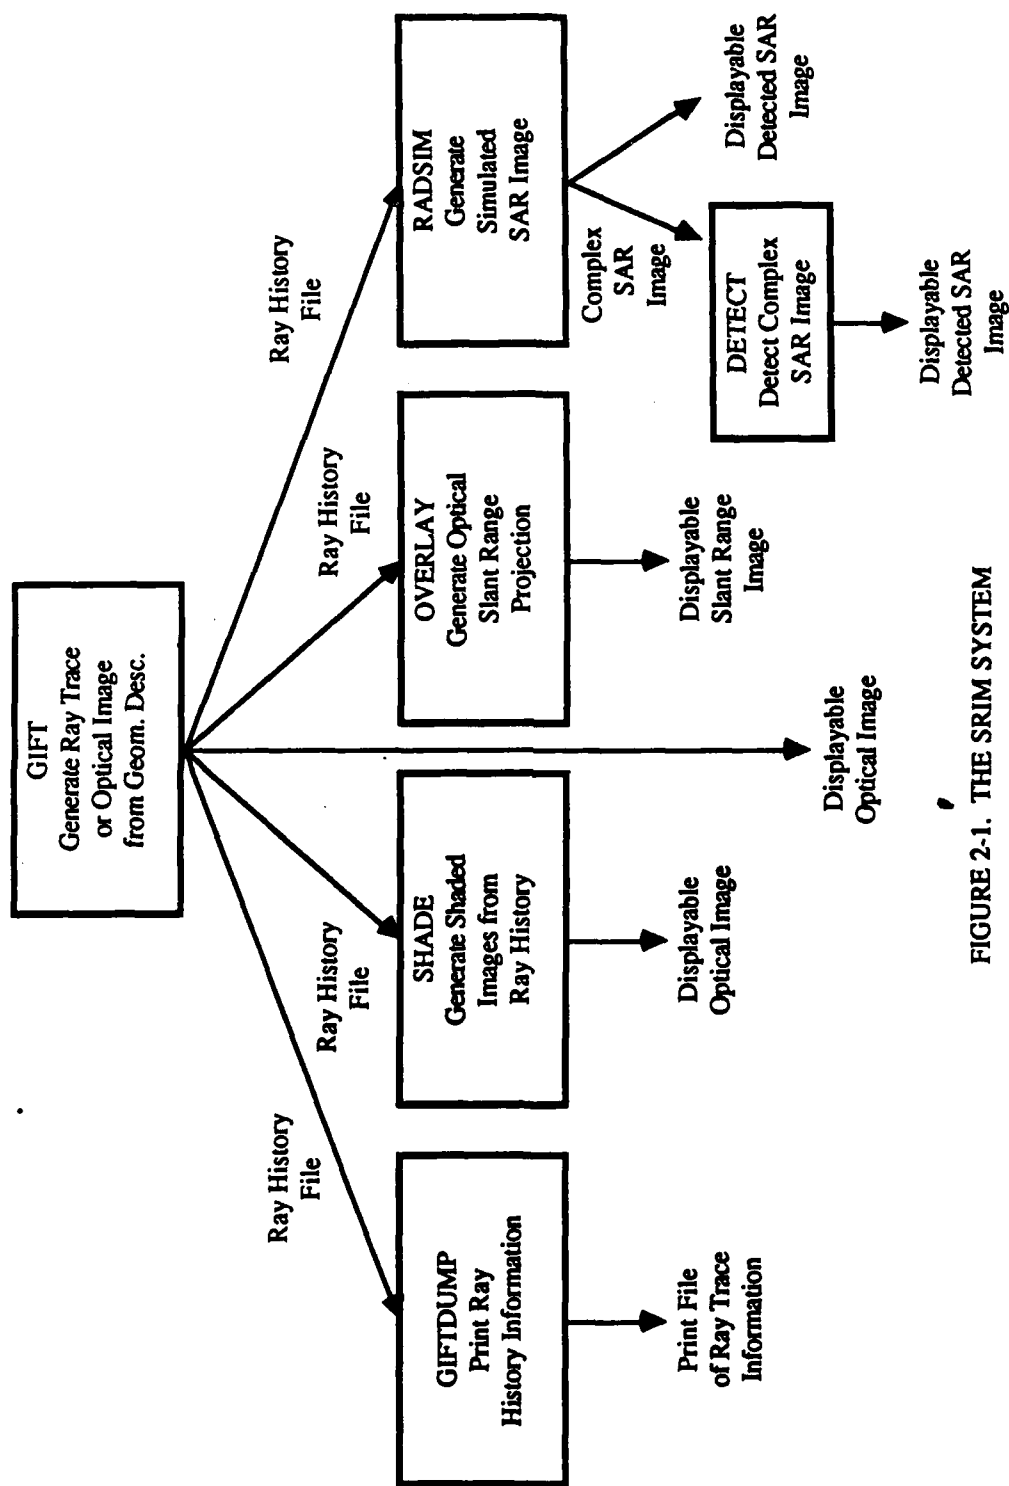 GIFT
Generate Ray Trace
or Optical Image
from Geom. Desc.
Ray History
File
Ray History
File
Ray History
File
Ray History
File
GIFTDUMP
Print Ray
History Information
SHADE
Generate Shaded
Images from
Ray History
OVERLAY
Generate Optical
Slant Range
Projection
RADSIM
Generate
Simulated
SAR Image
Print File
of Ray Trace
Information
Displayable
Optical Image
Displayable
Optical Image
Displayable
Slant Range
Image
Complex
SAR
Image
DETECT
Detect Complex
SAR Image
Displayable
Detected SAR
Image
Displayable
Detected SAR
Image
FIGURE 2-1. THE SRIM SYSTEM